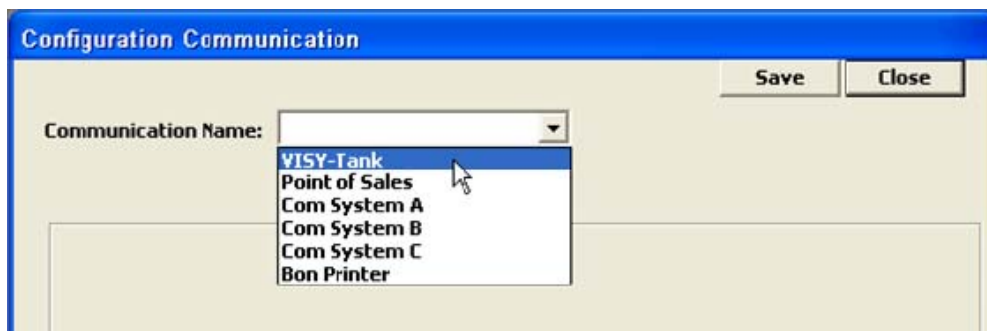 Configuration Communication
Save Close
Communication Name:
VISY-Tank
Point of Sales
Com System A
Com System B
Com System C
Bon Printer